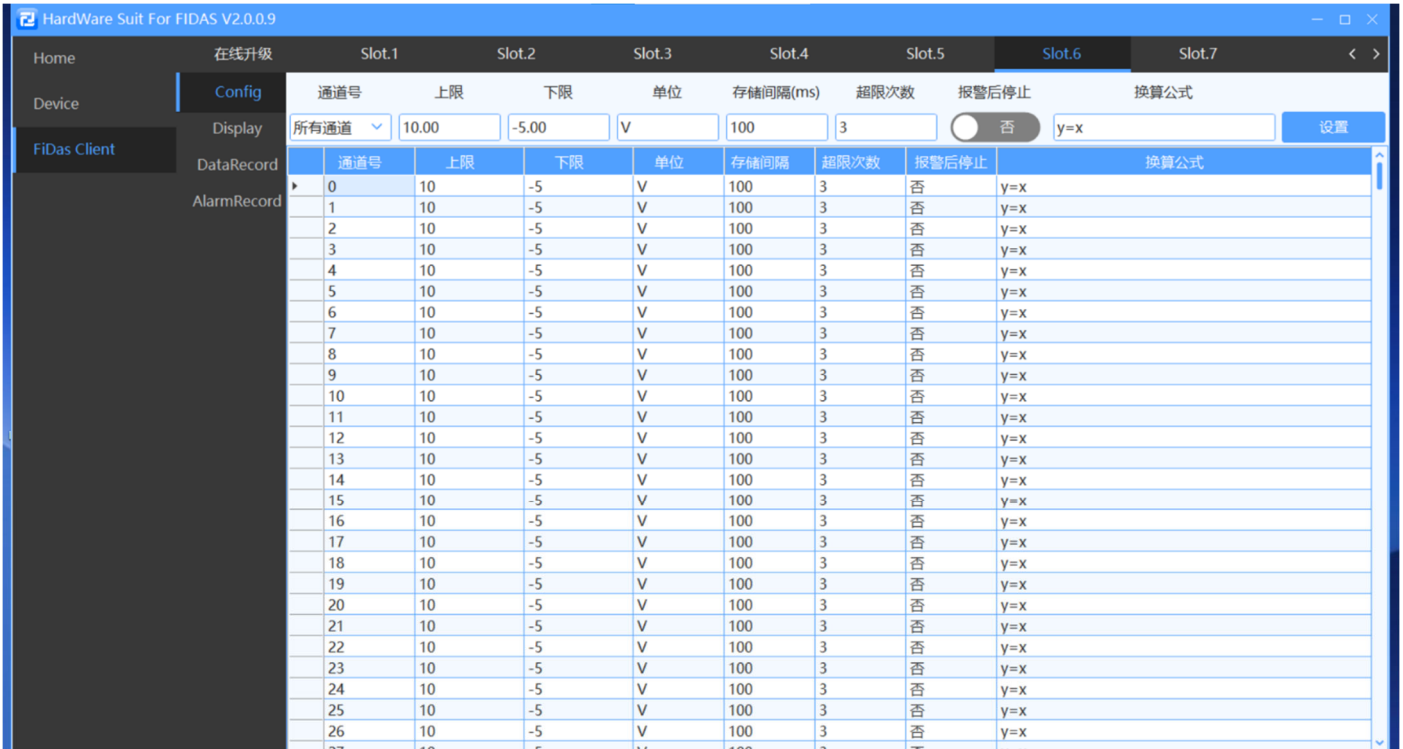 HardWare Suit For FIDAS V2.0.0.9
Home
Device
FiDas Client
在线升级 Slot.1 Slot.2 Slot.3 Slot.4 Slot.5 Slot.6 Slot.7
Config
Display
DataRecord
AlarmRecord
通道号 上限 下限 单位 存储间隔(ms) 超限次数 报警后停止 换算公式
所有通道 10.00 -5.00 V 100 3 否 y=x 设置
通道号 上限 下限 单位 存储间隔 超限次数 报警后停止 换算公式
0 10 -5 V 100 3 否 y=x
1 10 -5 V 100 3 否 y=x
2 10 -5 V 100 3 否 y=x
3 10 -5 V 100 3 否 y=x
4 10 -5 V 100 3 否 y=x
5 10 -5 V 100 3 否 y=x
6 10 -5 V 100 3 否 y=x
7 10 -5 V 100 3 否 y=x
8 10 -5 V 100 3 否 y=x
9 10 -5 V 100 3 否 y=x
10 10 -5 V 100 3 否 y=x
11 10 -5 V 100 3 否 y=x
12 10 -5 V 100 3 否 y=x
13 10 -5 V 100 3 否 y=x
14 10 -5 V 100 3 否 y=x
15 10 -5 V 100 3 否 y=x
16 10 -5 V 100 3 否 y=x
17 10 -5 V 100 3 否 y=x
18 10 -5 V 100 3 否 y=x
19 10 -5 V 100 3 否 y=x
20 10 -5 V 100 3 否 y=x
21 10 -5 V 100 3 否 y=x
22 10 -5 V 100 3 否 y=x
23 10 -5 V 100 3 否 y=x
24 10 -5 V 100 3 否 y=x
25 10 -5 V 100 3 否 y=x
26 10 -5 V 100 3 否 y=x